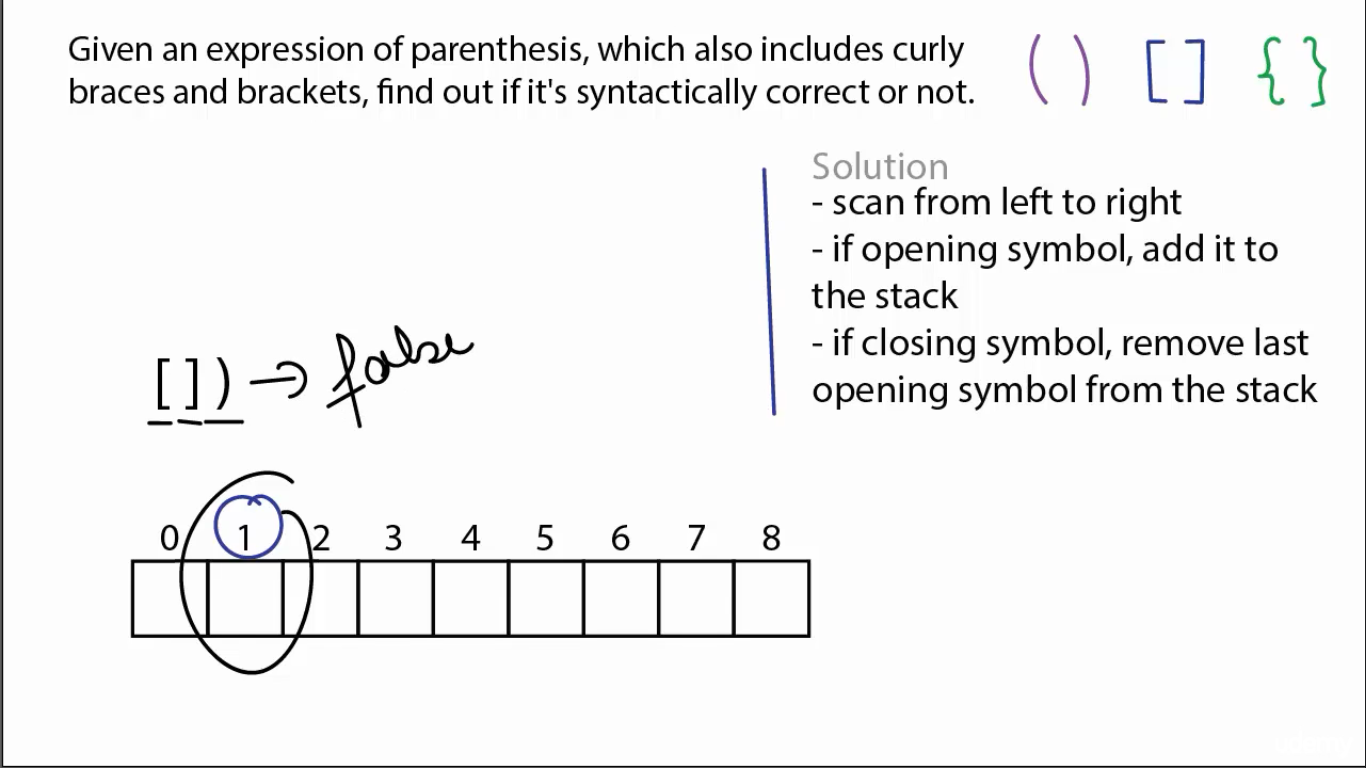 Given an expression of parenthesis, which also includes curly
braces and brackets, find out if it's syntactically correct or not.
( ) [ ] { }
Solution
- scan from left to right
- if opening symbol, add it to
the stack
- if closing symbol, remove last
opening symbol from the stack
[ ] ) → false
0 1 2 3 4 5 6 7 8
Udemy